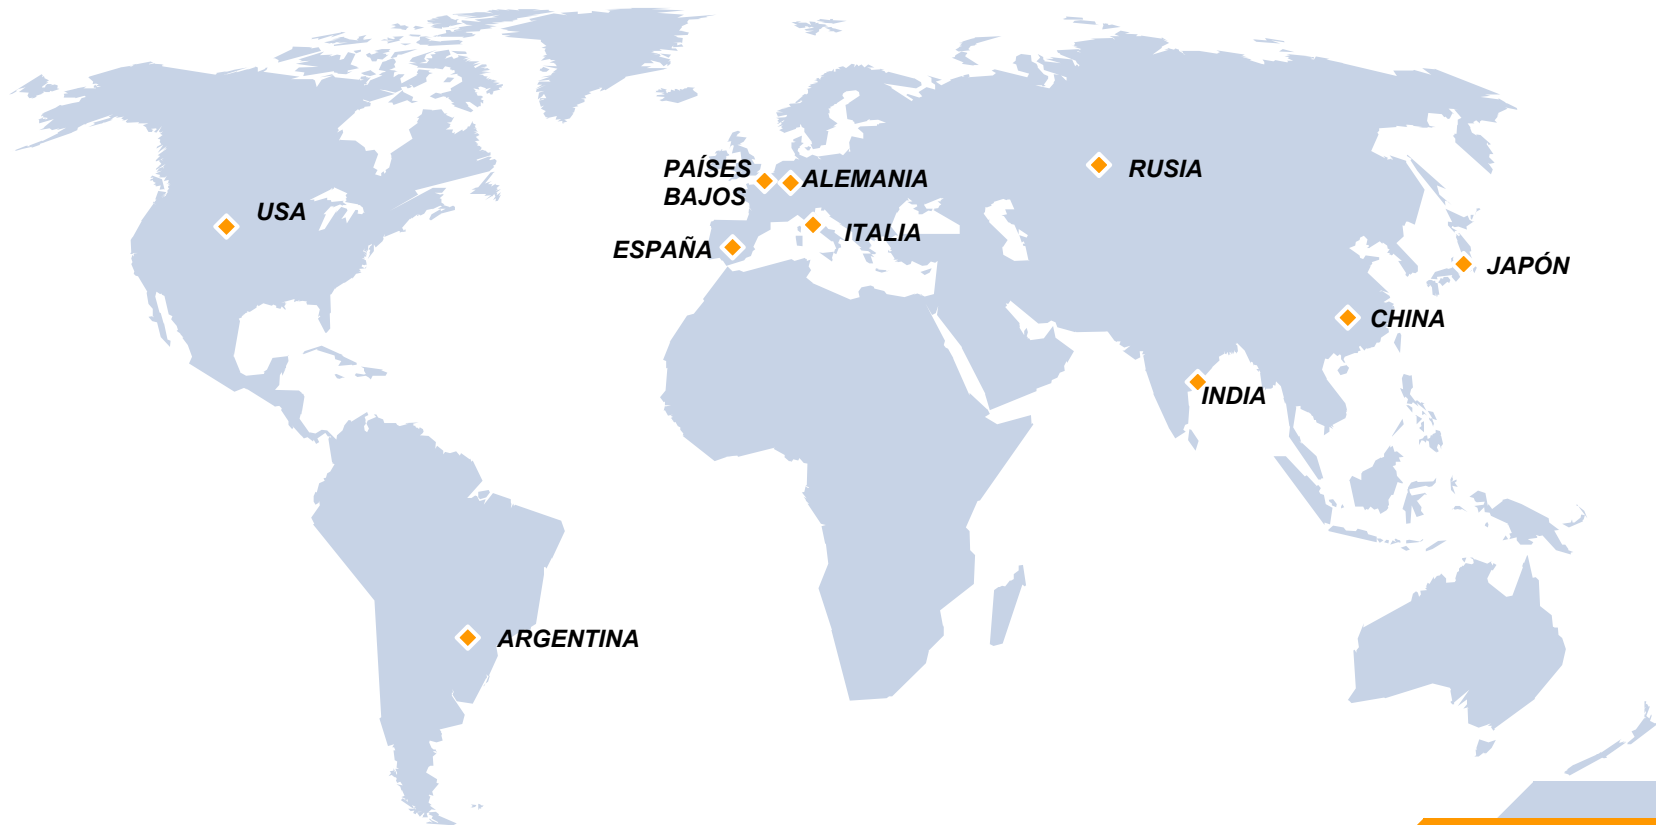 PAÍSES
BAJOS
ALEMANIA
RUSIA
USA
ITALIA
ESPAÑA
JAPÓN
CHINA
INDIA
ARGENTINA